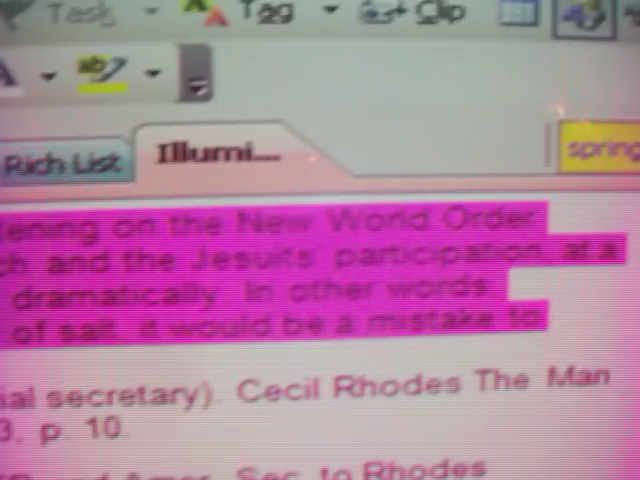 Task Tag Clip
Rich List Illumi... spring
ening on the New World Order
ch and the Jesuits' participation, at a
dramatically. In other words,
of salt, it would be a mistake to
ial secretary). Cecil Rhodes The Man
3, p. 10.
Sec. to Rhodes